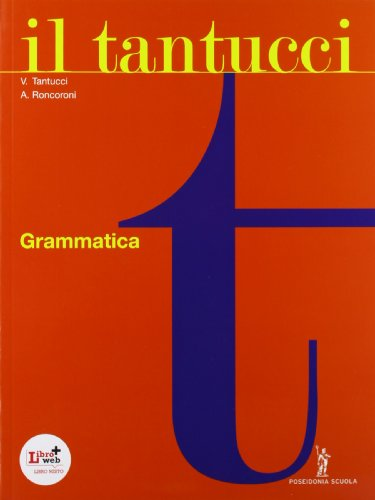 il tantucci
V. Tantucci
A. Roncoroni
t
Grammatica
Libro+
web
LIBRO MISTO
POSEIDONIA SCUOLA